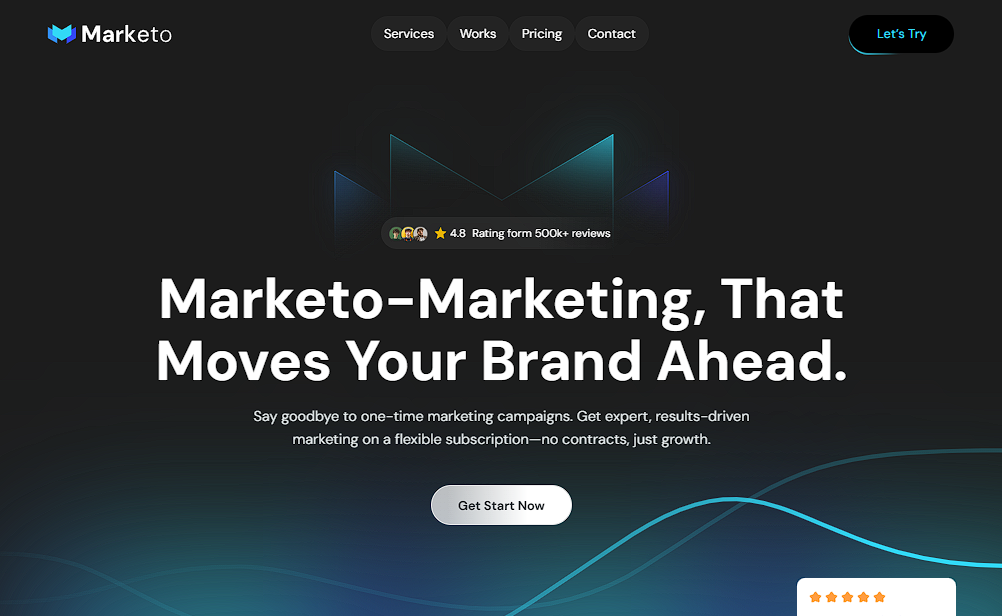 Marketo
Services Works Pricing Contact
Let's Try
4.8 Rating form 500k+ reviews
Marketo-Marketing, That
Moves Your Brand Ahead.
Say goodbye to one-time marketing campaigns. Get expert, results-driven
marketing on a flexible subscription—no contracts, just growth.
Get Start Now